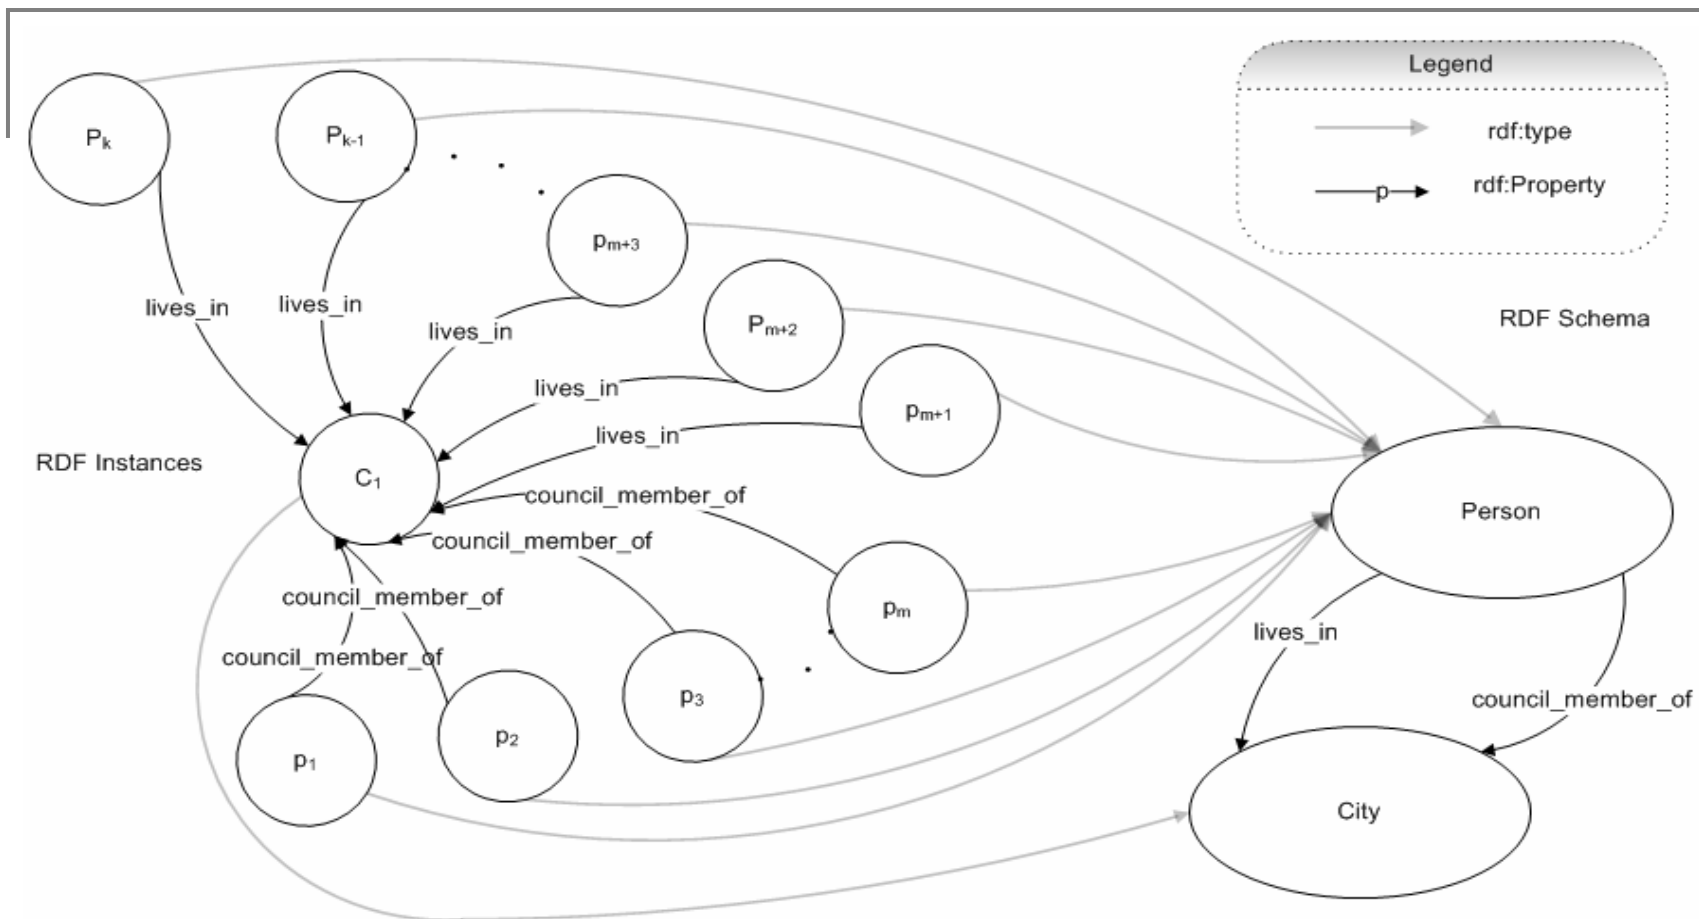 Legend
rdf:type
p
rdf:Property
RDF Schema
RDF Instances
Pk
Pk-1
pm+3
Pm+2
pm+1
lives_in
lives_in
lives_in
lives_in
lives_in
C1
council_member_of
council_member_of
council_member_of
council_member_of
pm
p3
p2
p1
Person
lives_in
council_member_of
City